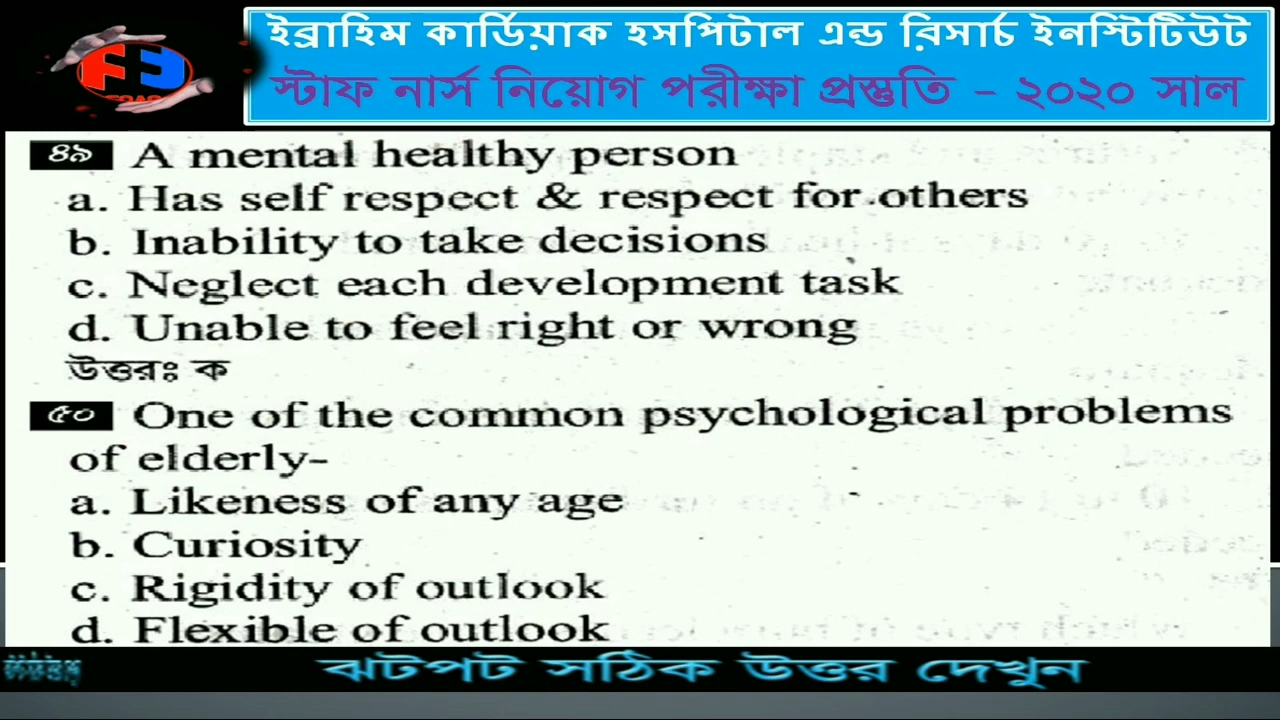 ইব্রাহিম কার্ডিয়াক হসপিটাল এন্ড রিসার্চ ইনস্টিটিউট
স্টাফ নার্স নিয়োগ পরীক্ষা প্রস্তুতি - ২০২০ সাল
৪৯ A mental healthy person
a. Has self respect & respect for others
b. Inability to take decisions
c. Neglect each development task
d. Unable to feel right or wrong
উত্তরঃ ক
৫০ One of the common psychological problems
of elderly-
a. Likeness of any age
b. Curiosity
c. Rigidity of outlook
d. Flexible of outlook
ঝটপট সঠিক উত্তর দেখুন